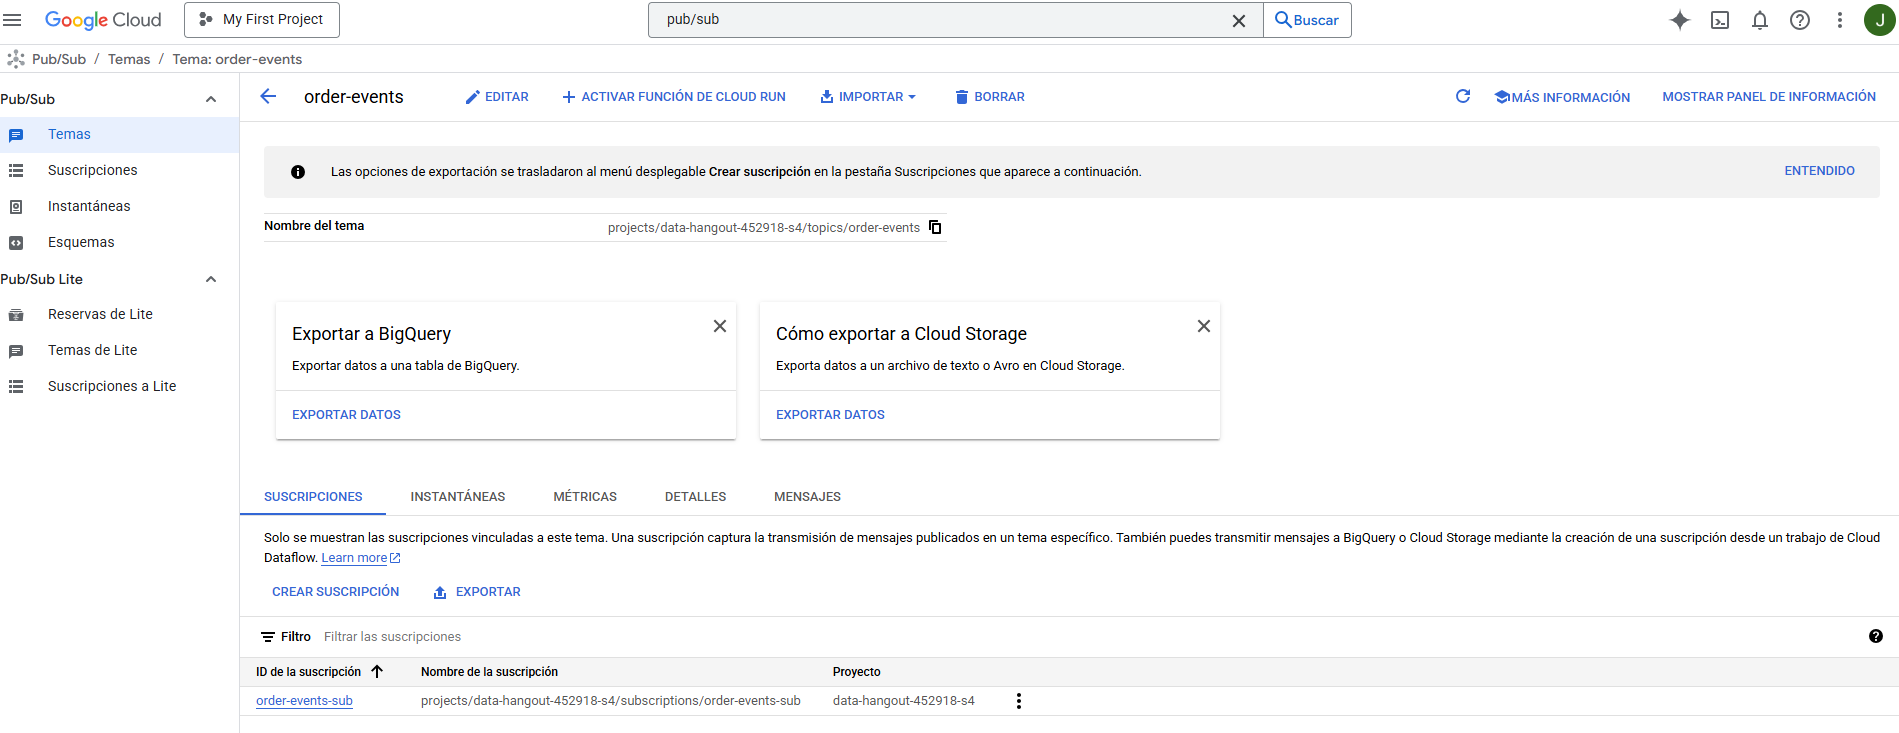 Google Cloud
My First Project
pub/sub
Buscar
J
Pub/Sub / Temas / Tema: order-events
Pub/Sub
Temas
Suscripciones
Instantáneas
Esquemas
Pub/Sub Lite
Reservas de Lite
Temas de Lite
Suscripciones a Lite
order-events
EDITAR
ACTIVAR FUNCIÓN DE CLOUD RUN
IMPORTAR
BORRAR
MÁS INFORMACIÓN
MOSTRAR PANEL DE INFORMACIÓN
Las opciones de exportación se trasladaron al menú desplegable Crear suscripción en la pestaña Suscripciones que aparece a continuación.
ENTENDIDO
Nombre del tema
projects/data-hangout-452918-s4/topics/order-events
Exportar a BigQuery
Exportar datos a una tabla de BigQuery.
EXPORTAR DATOS
Cómo exportar a Cloud Storage
Exporta datos a un archivo de texto o Avro en Cloud Storage.
EXPORTAR DATOS
SUSCRIPCIONES
INSTANTÁNEAS
MÉTRICAS
DETALLES
MENSAJES
Solo se muestran las suscripciones vinculadas a este tema. Una suscripción captura la transmisión de mensajes publicados en un tema específico. También puedes transmitir mensajes a BigQuery o Cloud Storage mediante la creación de una suscripción desde un trabajo de Cloud
Dataflow. Learn more
CREAR SUSCRIPCIÓN
EXPORTAR
Filtro Filtrar las suscripciones
ID de la suscripción
Nombre de la suscripción
Proyecto
order-events-sub
projects/data-hangout-452918-s4/subscriptions/order-events-sub
data-hangout-452918-s4